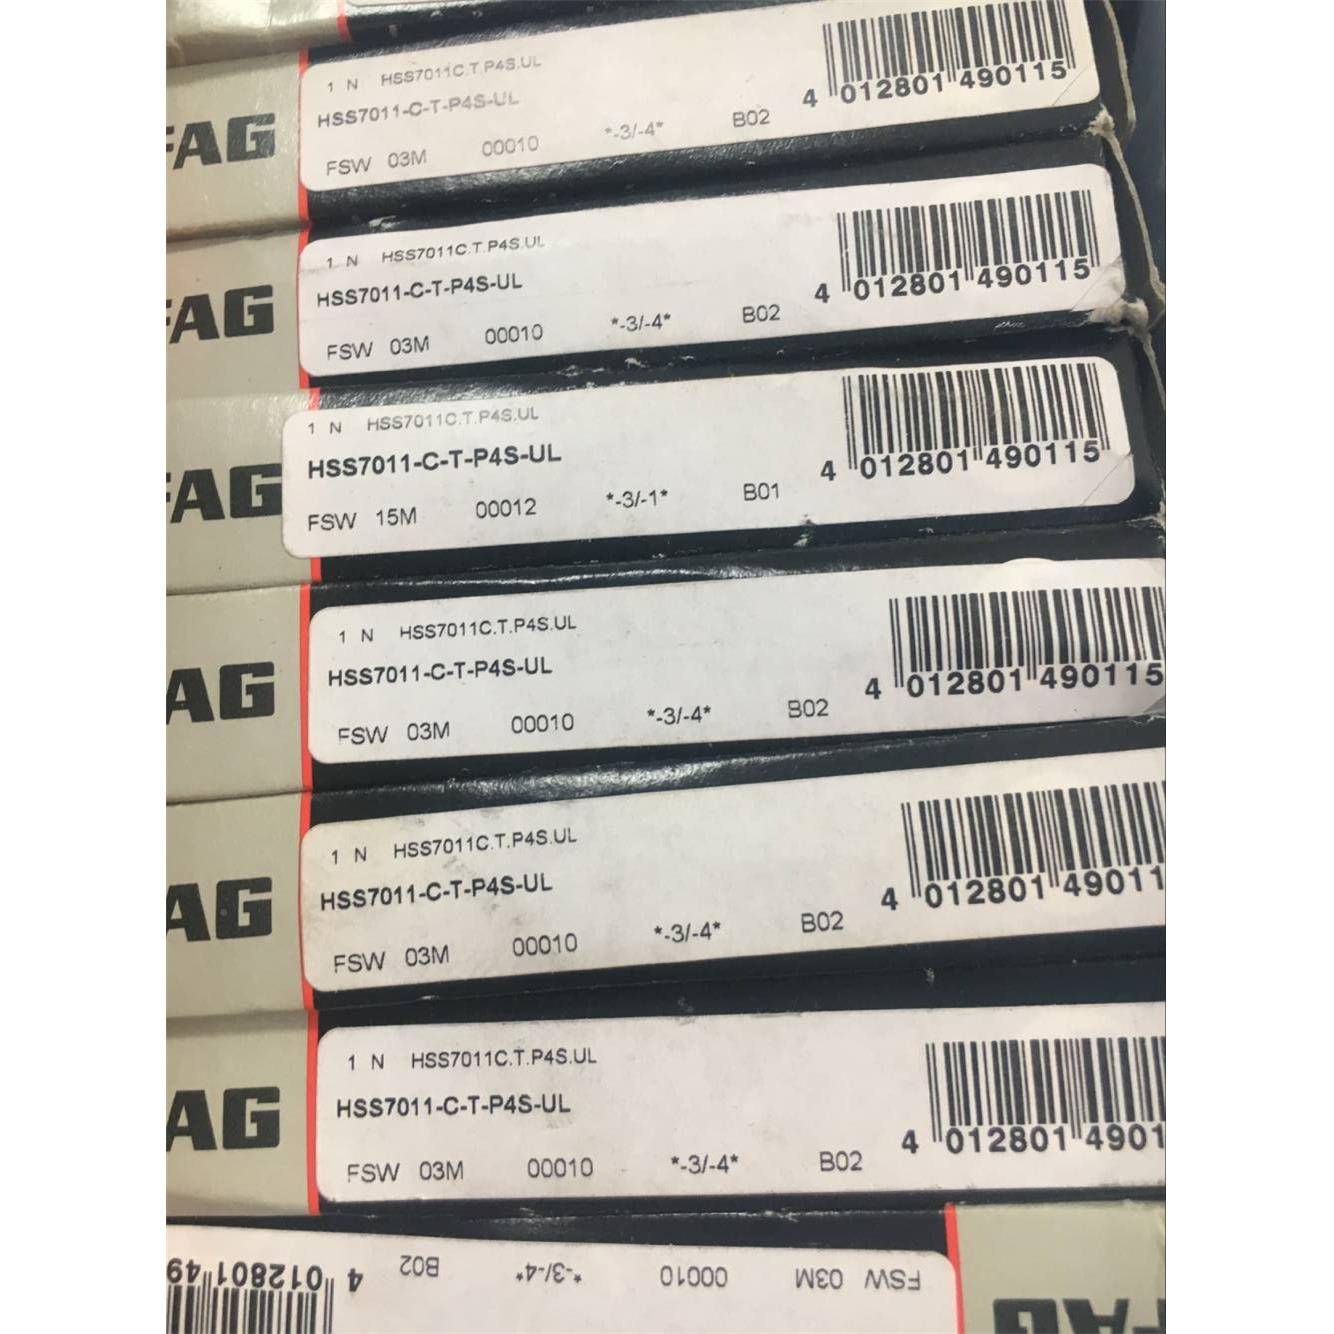 FAG
1 N HSS7011C.T.P4S.UL
HSS7011-C-T-P4S-UL
FSW 03M 00010 *-3/-4* B02
4 012801 490115
FAG
1 N HSS7011C.T.P4S.UL
HSS7011-C-T-P4S-UL
FSW 03M 00010 *-3/-4* B02
4 012801 490115
FAG
1 N HSS7011C.T.P4S.UL
HSS7011-C-T-P4S-UL
FSW 15M 00012 *-3/-1* B01
4 012801 490115
AG
1 N HSS7011C.T.P4S.UL
HSS7011-C-T-P4S-UL
FSW 03M 00010 *-3/-4* B02
4 012801 490115
AG
1 N HSS7011C.T.P4S.UL
HSS7011-C-T-P4S-UL
FSW 03M 00010 *-3/-4* B02
4 012801 49011
AG
1 N HSS7011C.T.P4S.UL
HSS7011-C-T-P4S-UL
FSW 03M 00010 *-3/-4* B02
4 012801 4901
FAG
FSW 03M 00010 *-3/-4* B02
4 012801 49